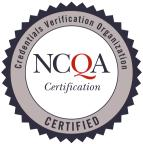 Credentials Verification Organization
NCQA
Certification
CERTIFIED